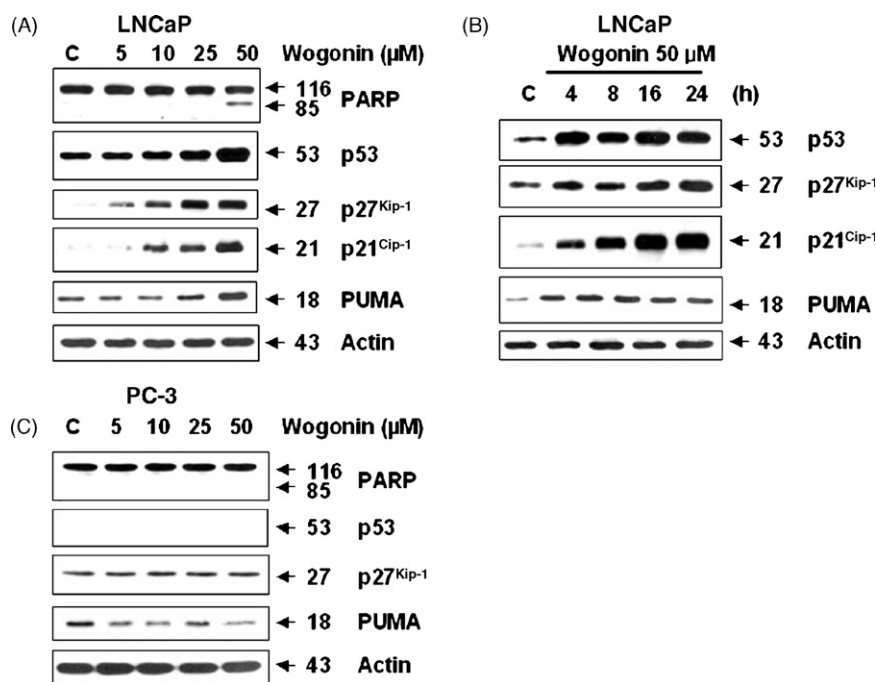 (A) LNCaP
C 5 10 25 50 Wogonin (µM)
116
85 PARP
53 p53
27 p27Kip-1
21 p21Cip-1
18 PUMA
43 Actin
(B) LNCaP
Wogonin 50 µM
C 4 8 16 24 (h)
53 p53
27 p27Kip-1
21 p21Cip-1
18 PUMA
43 Actin
PC-3
(C) C 5 10 25 50 Wogonin (µM)
116
85 PARP
53 p53
27 p27Kip-1
18 PUMA
43 Actin